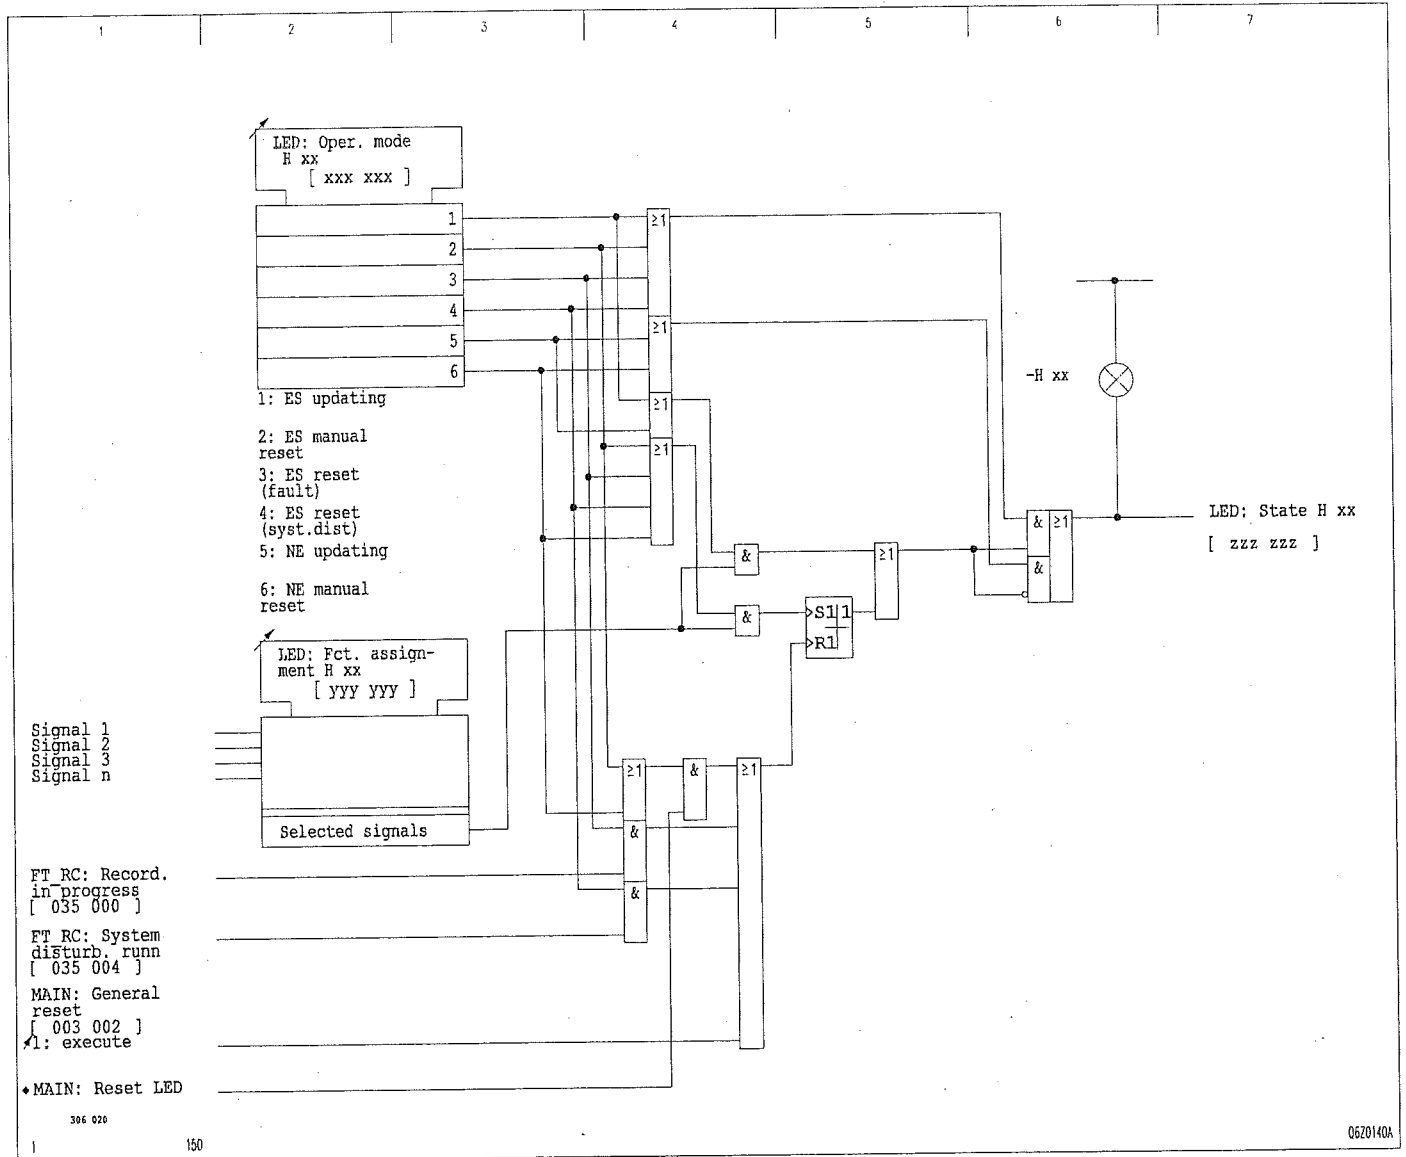 1 2 3 4 5 6 7
LED: Oper. mode
H xx
[ xxx xxx ]
1
2
3
4
5
6
≥1
≥1
≥1
≥1
1: ES updating
2: ES manual
reset
3: ES reset
(fault)
4: ES reset
(syst.dist)
5: NE updating
6: NE manual
reset
-H xx
& ≥1
&
LED: State H xx
[ zzz zzz ]
&
≥1
&
S1 1
R1
LED: Fct. assign-
ment H xx
[ yyy yyy ]
Signal 1
Signal 2
Signal 3
Signal n
Selected signals
≥1 & ≥1
&
&
FT_RC: Record.
in progress
[ 035 000 ]
FT_RC: System
disturb. runn
[ 035 004 ]
MAIN: General
reset
[ 003 002 ]
1: execute
MAIN: Reset LED
306 020
150
Q6Z0140A